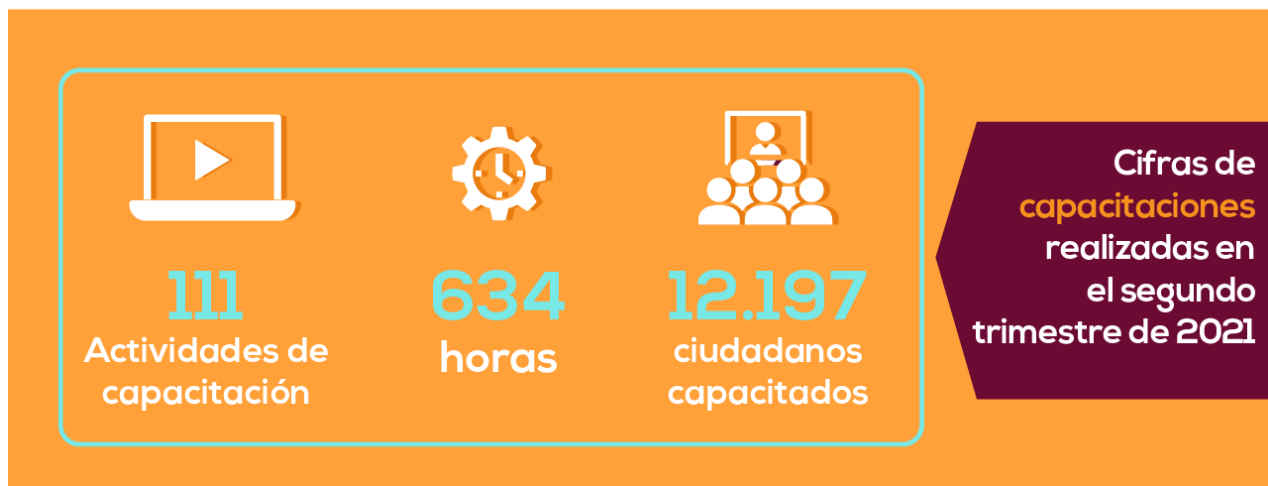 111
Actividades de
capacitación
634
horas
12.197
ciudadanos
capacitados
Cifras de
capacitaciones
realizadas en
el segundo
trimestre de 2021